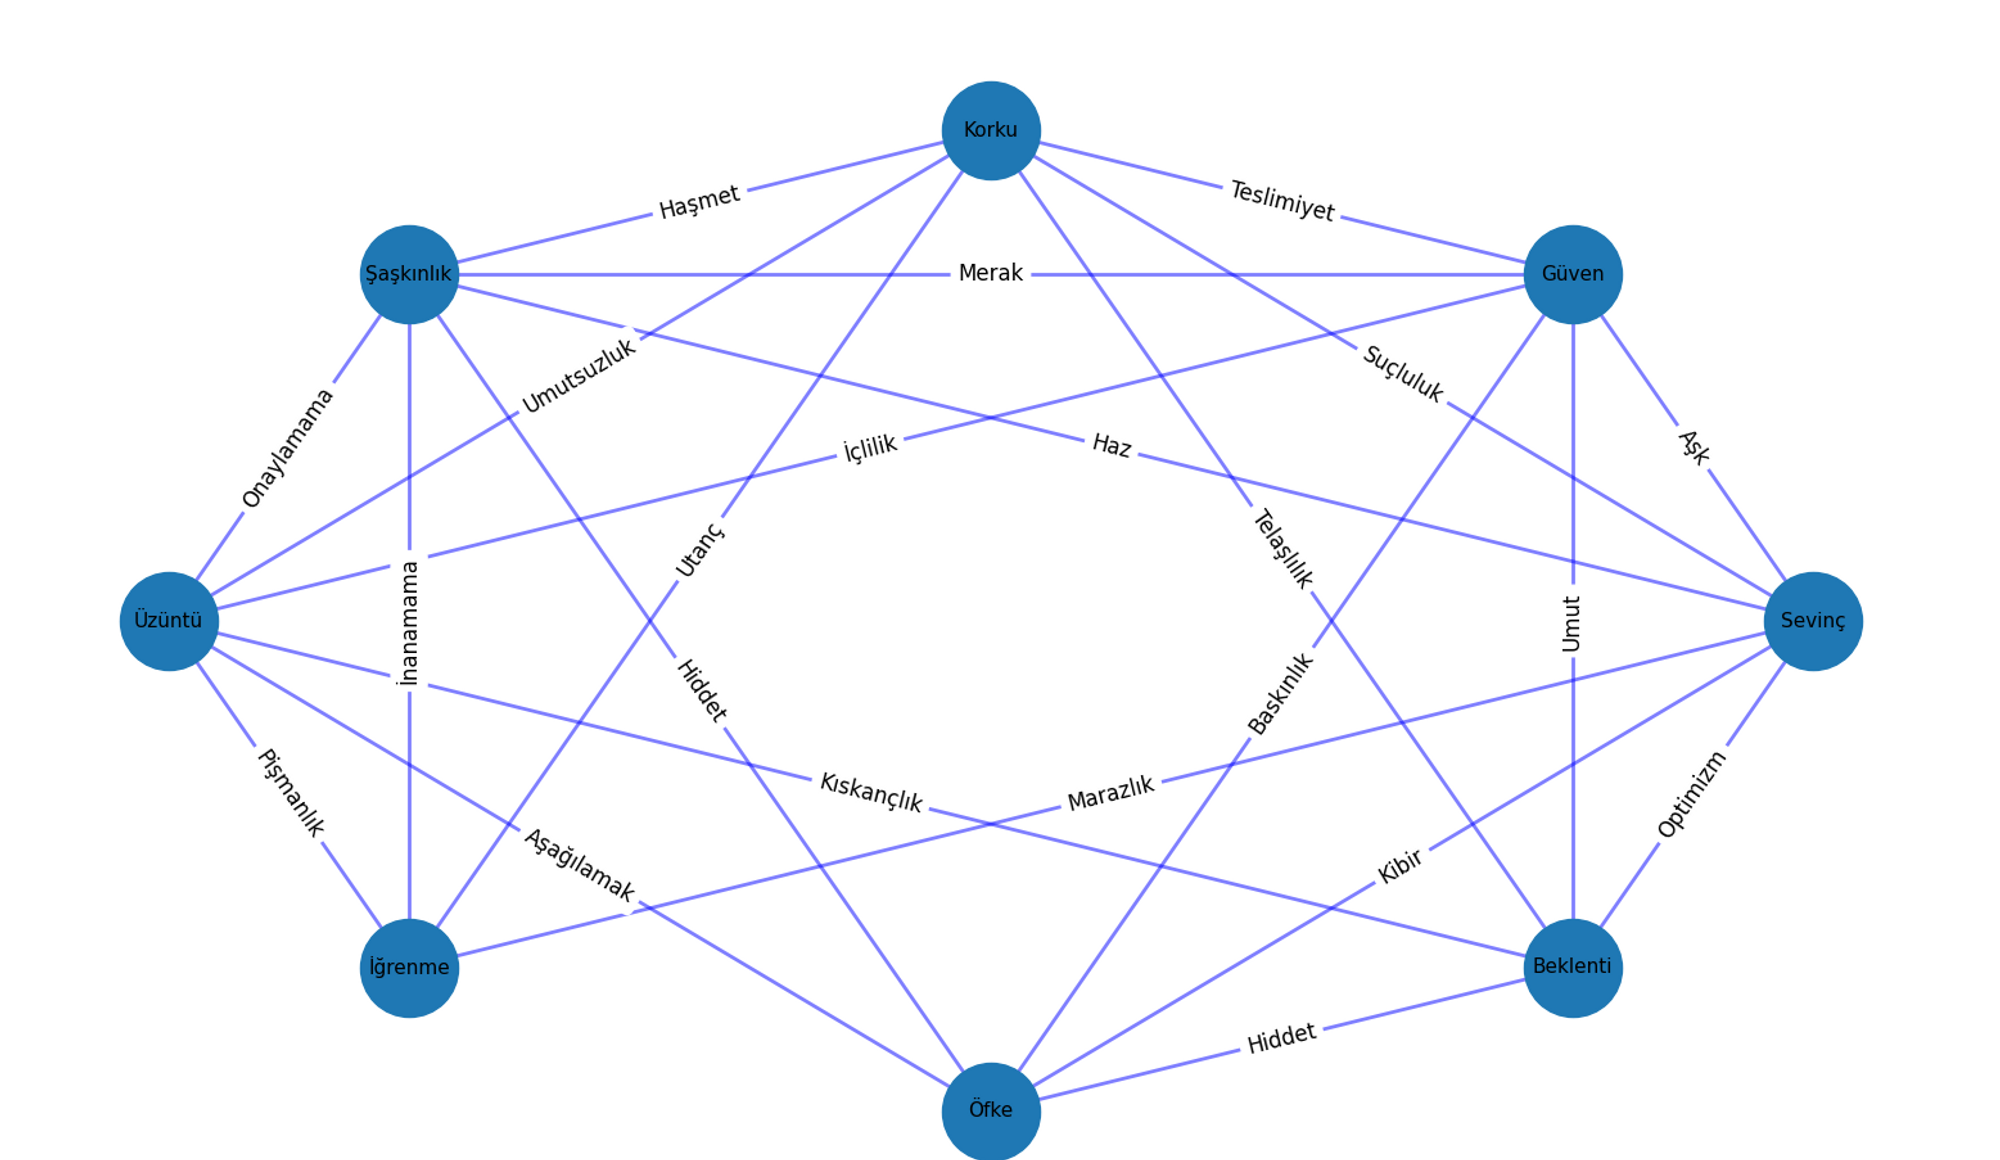 Korku
Haşmet
Teslimiyet
Şaşkınlık
Merak
Güven
Umutsuzluk
Suçluluk
Onaylamama
İçlilik
Haz
Aşk
Utanç
Telaşlılık
İnanamama
Umut
Üzüntü
Sevinç
Hiddet
Baskınlık
Pişmanlık
Kıskançlık
Marazlık
Optimizm
Aşağılamak
Kibir
İğrenme
Beklenti
Hiddet
Öfke